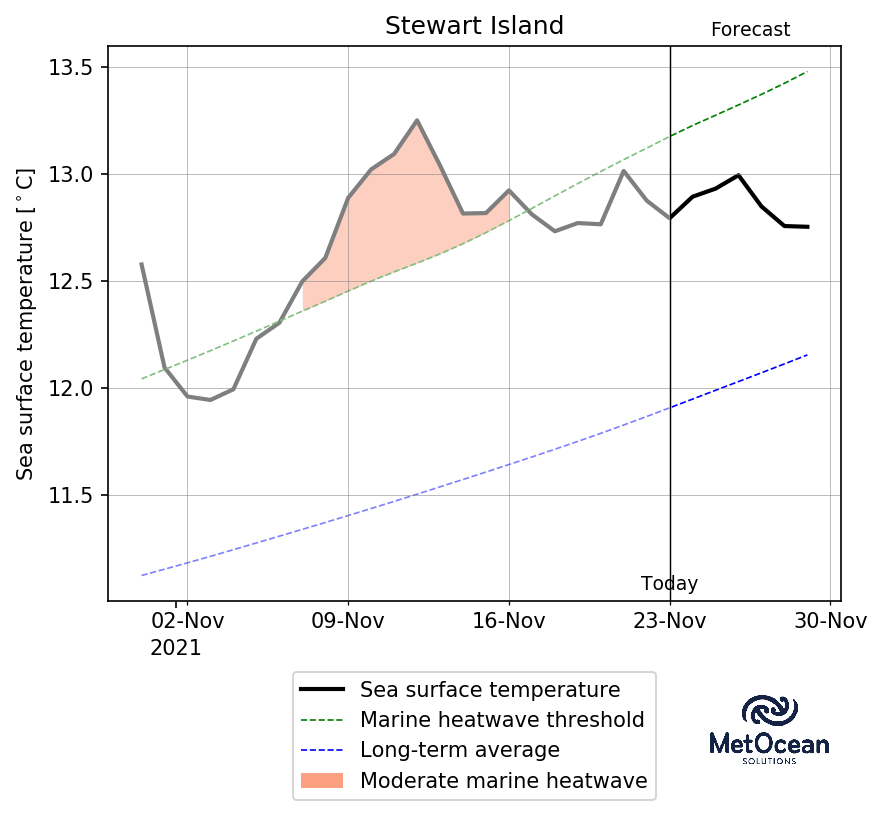 Stewart Island
Forecast
13.5
13.0
12.5
12.0
11.5
Sea surface temperature [°C]
Today
02-Nov
09-Nov
16-Nov
23-Nov
30-Nov
2021
Sea surface temperature
Marine heatwave threshold
Long-term average
Moderate marine heatwave
MetOcean
SOLUTIONS